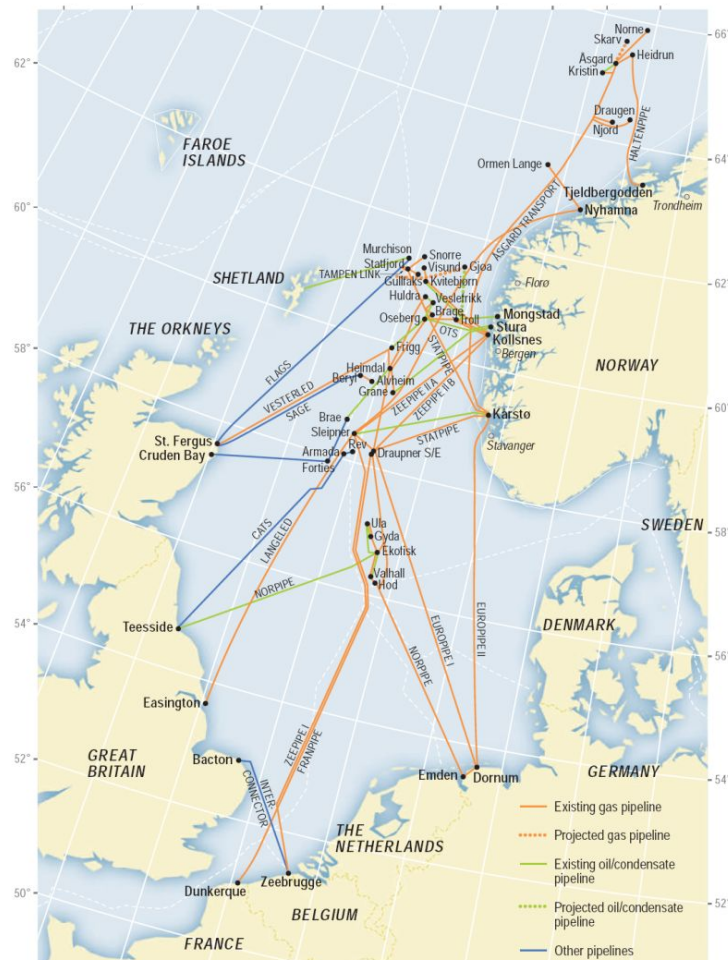 Norne
Skarv
Åsgard
Heidrun
Kristin
Draugen
Njord
HALTENPIPE
Ormen Lange
ÅSGARD TRANSPORT
Tjeldbergodden
Trondheim
Nyhamna
FAROE
ISLANDS
Murchison
Snorre
Statfjord
Visund
Gjøa
TAMPEN LINK
Gullfaks
Kvitebjørn
Florø
SHETLAND
Huldra
Veslefrikk
Brage
Oseberg
Troll
Mongstad
Sture
OTS
Kollsnes
Bergen
THE ORKNEYS
STATPIPE
Frigg
FLAGS
VESTERLED
Heimdal
Beryl
Alvheim
Grane
SAGE
ZEEPIPE II A
ZEEPIPE II B
NORWAY
Brae
Kårstø
St. Fergus
Cruden Bay
Sleipner
Rev
STATPIPE
Stavanger
Armada
Draupner S/E
Forties
CATS
LANGELED
Ula
Gyda
Ekofisk
SWEDEN
Valhall
Hod
NORPIPE
Teesside
DENMARK
EUROPIPE II
EUROPIPE I
NORPIPE
Easington
ZEEPIPE I
FRANPIPE
GREAT
BRITAIN
Bacton
INTER-
CONNECTOR
Emden
Dornum
GERMANY
THE
NETHERLANDS
Zeebrugge
Dunkerque
BELGIUM
FRANCE
62°
60°
58°
56°
54°
52°
50°
66°
64°
62°
60°
58°
56°
54°
52°
Existing gas pipeline
Projected gas pipeline
Existing oil/condensate
pipeline
Projected oil/condensate
pipeline
Other pipelines